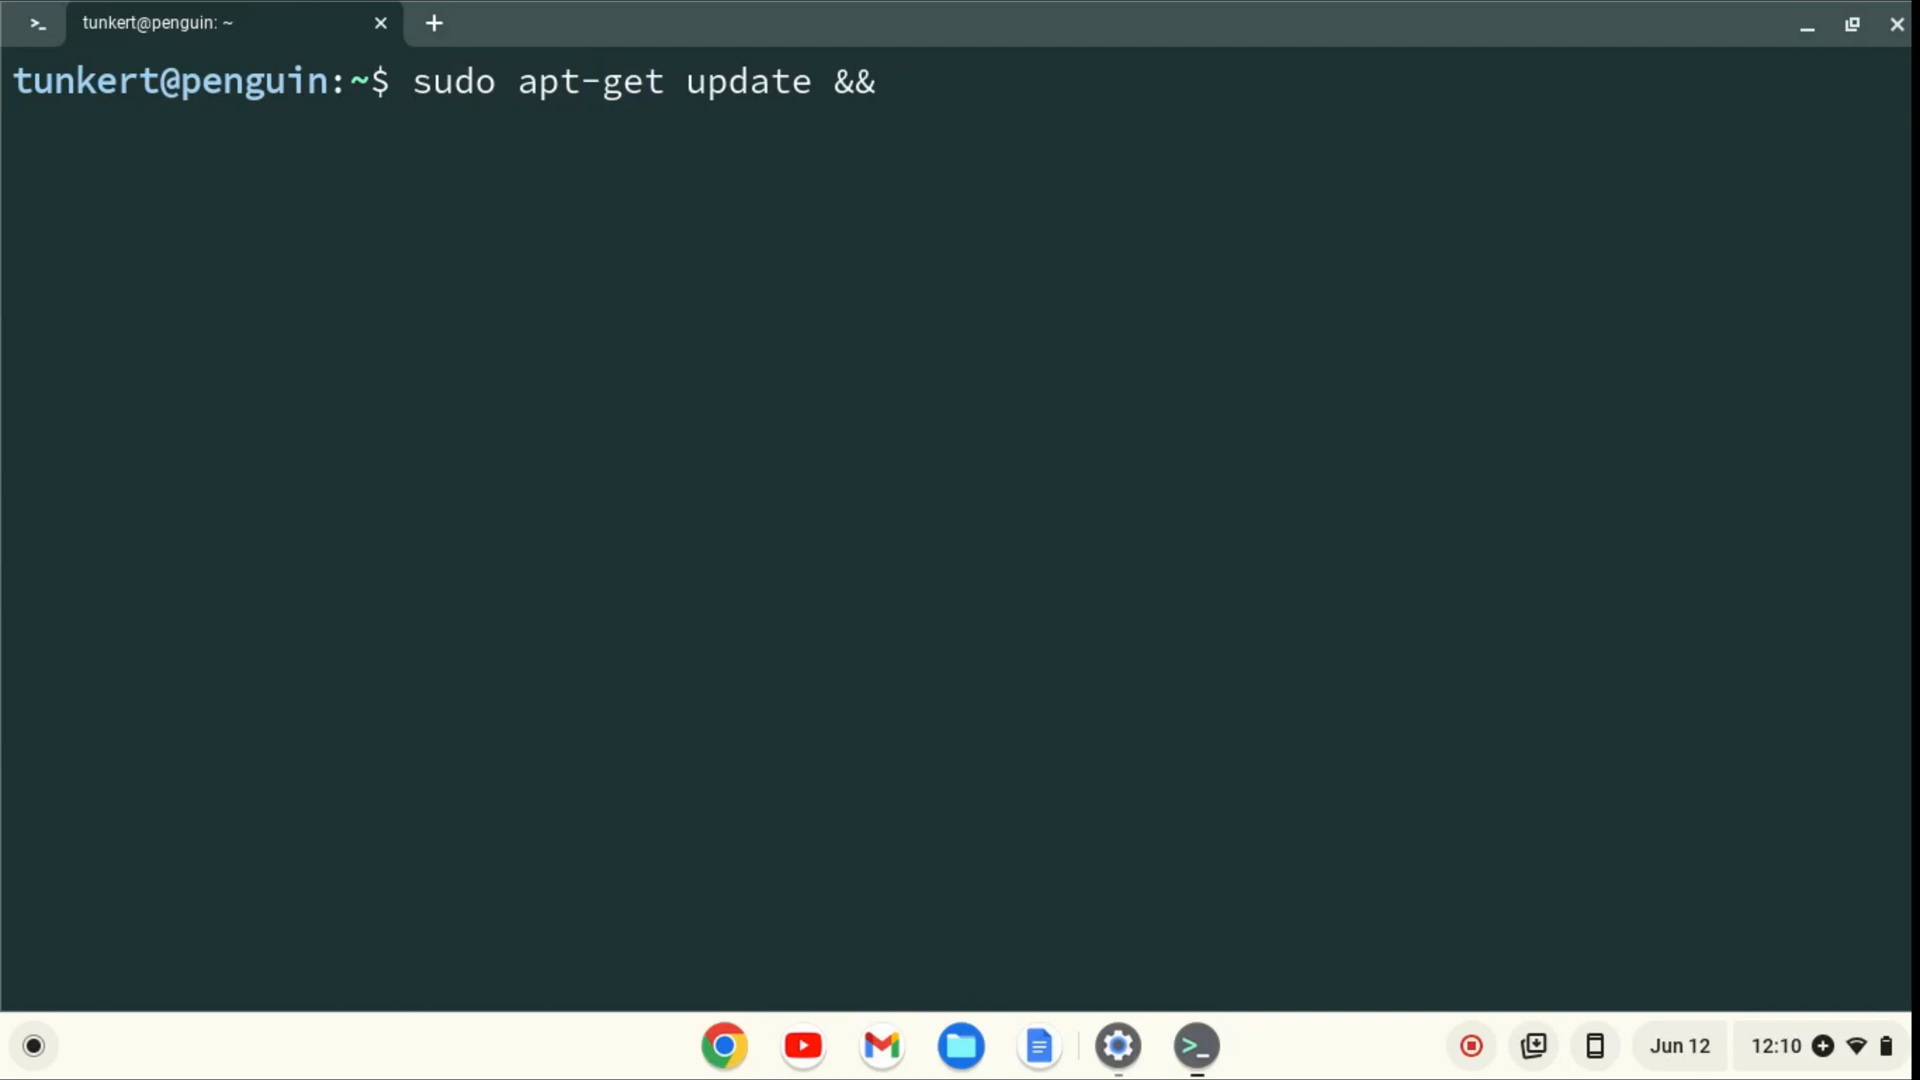 tunkert@penguin: ~
tunkert@penguin:~$ sudo apt-get update &&
Jun 12
12:10